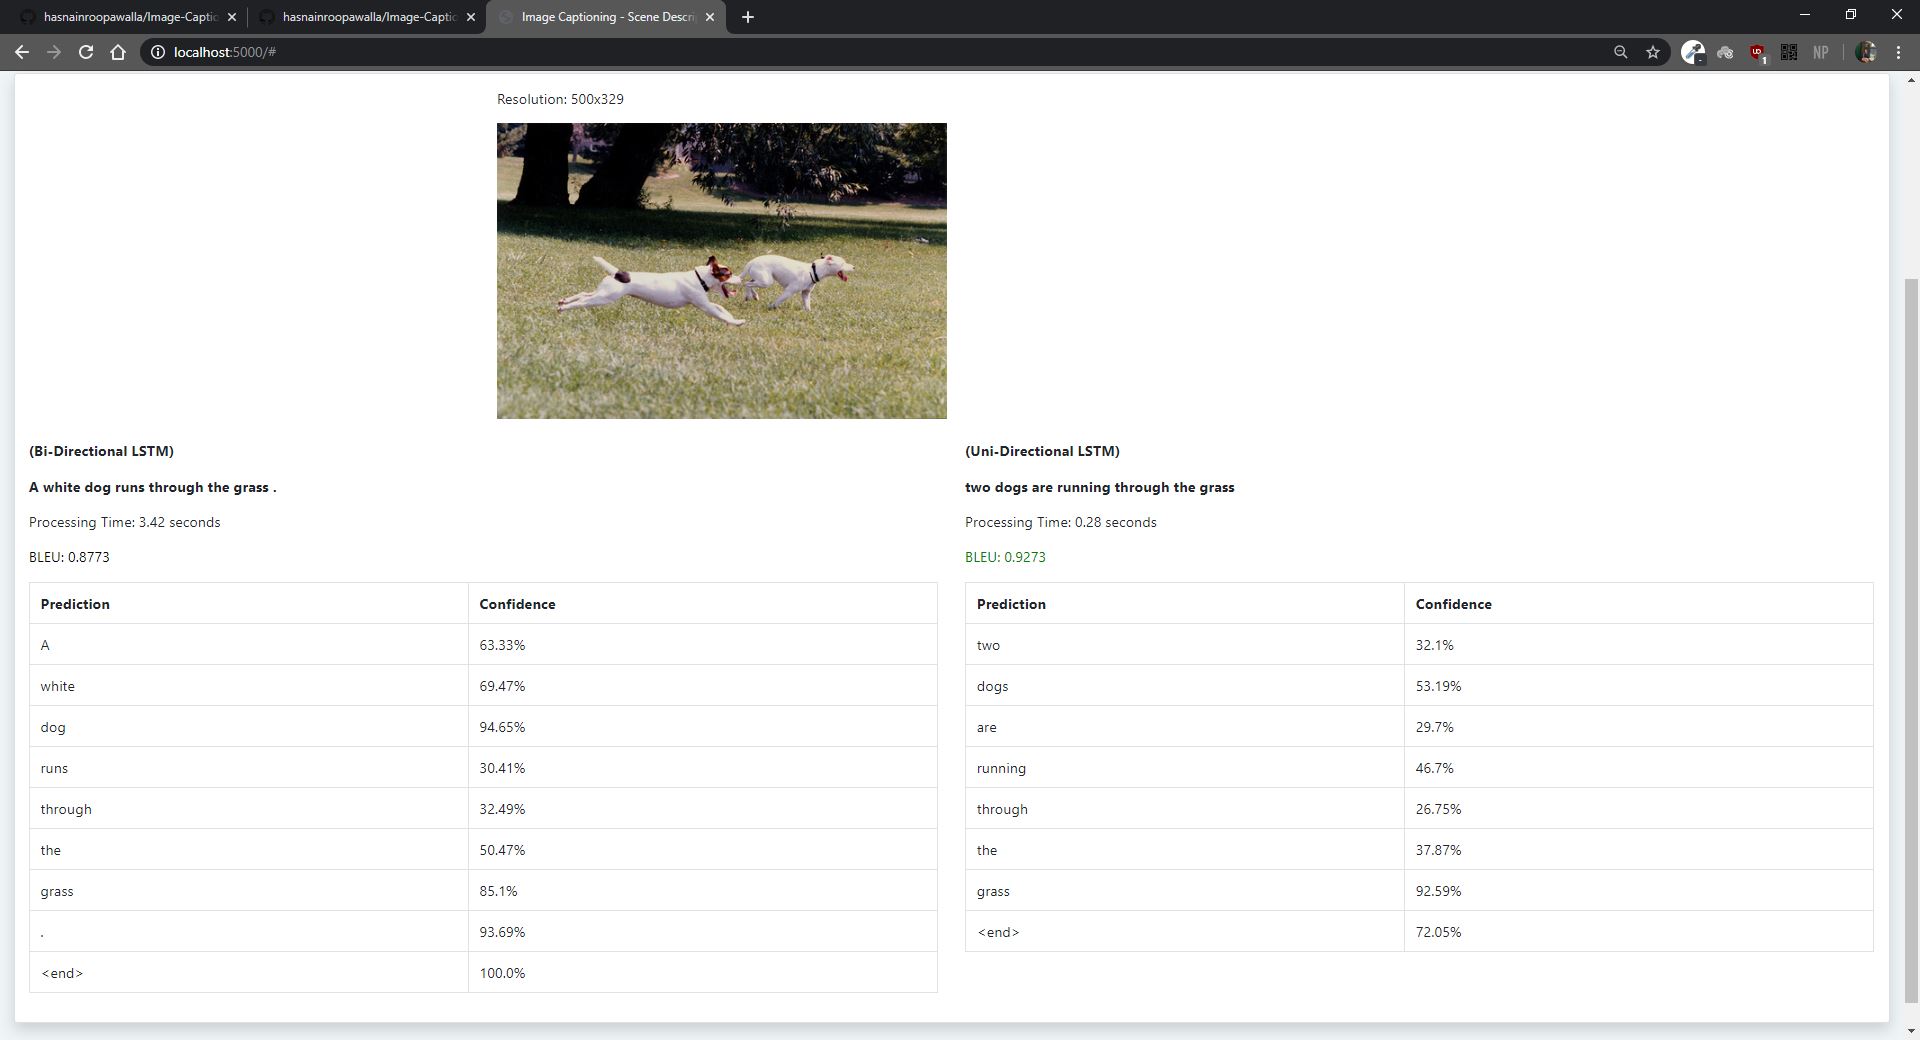 hasnainroopawalla/Image-Captio
hasnainroopawalla/Image-Captio
Image Captioning - Scene Descri
localhost:5000/#
UD
1
NP
Resolution: 500x329
(Bi-Directional LSTM)
A white dog runs through the grass .
Processing Time: 3.42 seconds
BLEU: 0.8773
Prediction Confidence
A 63.33%
white 69.47%
dog 94.65%
runs 30.41%
through 32.49%
the 50.47%
grass 85.1%
. 93.69%
<end> 100.0%
(Uni-Directional LSTM)
two dogs are running through the grass
Processing Time: 0.28 seconds
BLEU: 0.9273
Prediction Confidence
two 32.1%
dogs 53.19%
are 29.7%
running 46.7%
through 26.75%
the 37.87%
grass 92.59%
<end> 72.05%